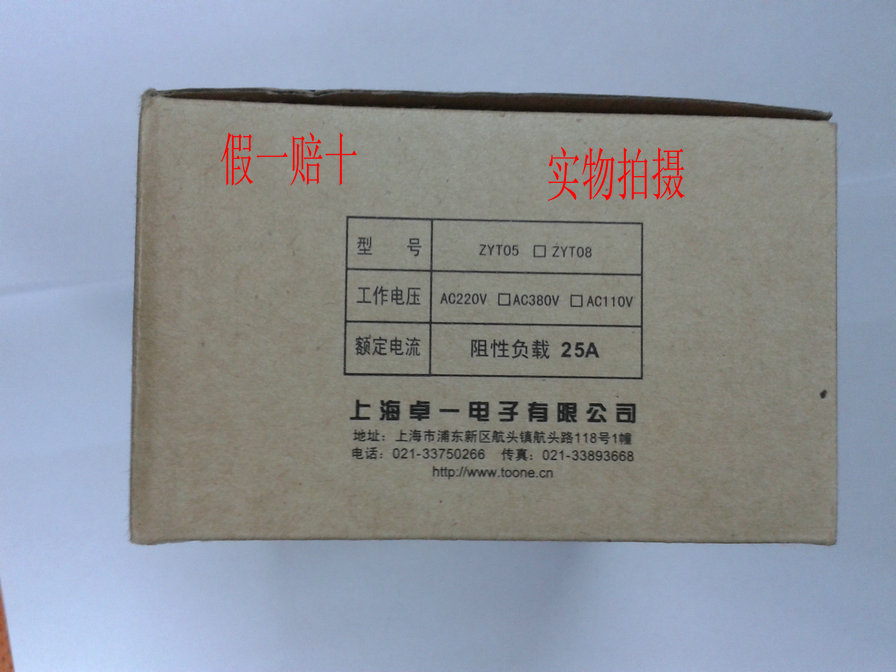 假一赔十
实物拍摄
型 号 ZYT05 □ ZYT08
工作电压 AC220V □AC380V □AC110V
额定电流 阻性负载 25A
上海卓一电子有限公司
地址：上海市浦东新区航头镇航头路118号1幢
电话：021-33750266 传真：021-33893668
http://www.toone.cn